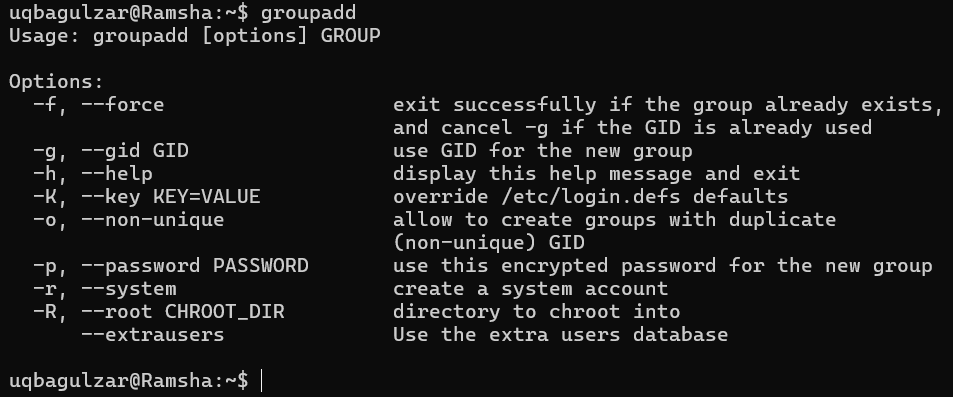 uqbagulzar@Ramsha:~$ groupadd
Usage: groupadd [options] GROUP

Options:
  -f, --force                   exit successfully if the group already exists,
                                and cancel -g if the GID is already used
  -g, --gid GID                 use GID for the new group
  -h, --help                    display this help message and exit
  -K, --key KEY=VALUE           override /etc/login.defs defaults
  -o, --non-unique              allow to create groups with duplicate
                                (non-unique) GID
  -p, --password PASSWORD       use this encrypted password for the new group
  -r, --system                  create a system account
  -R, --root CHROOT_DIR         directory to chroot into
      --extrausers              Use the extra users database

uqbagulzar@Ramsha:~$